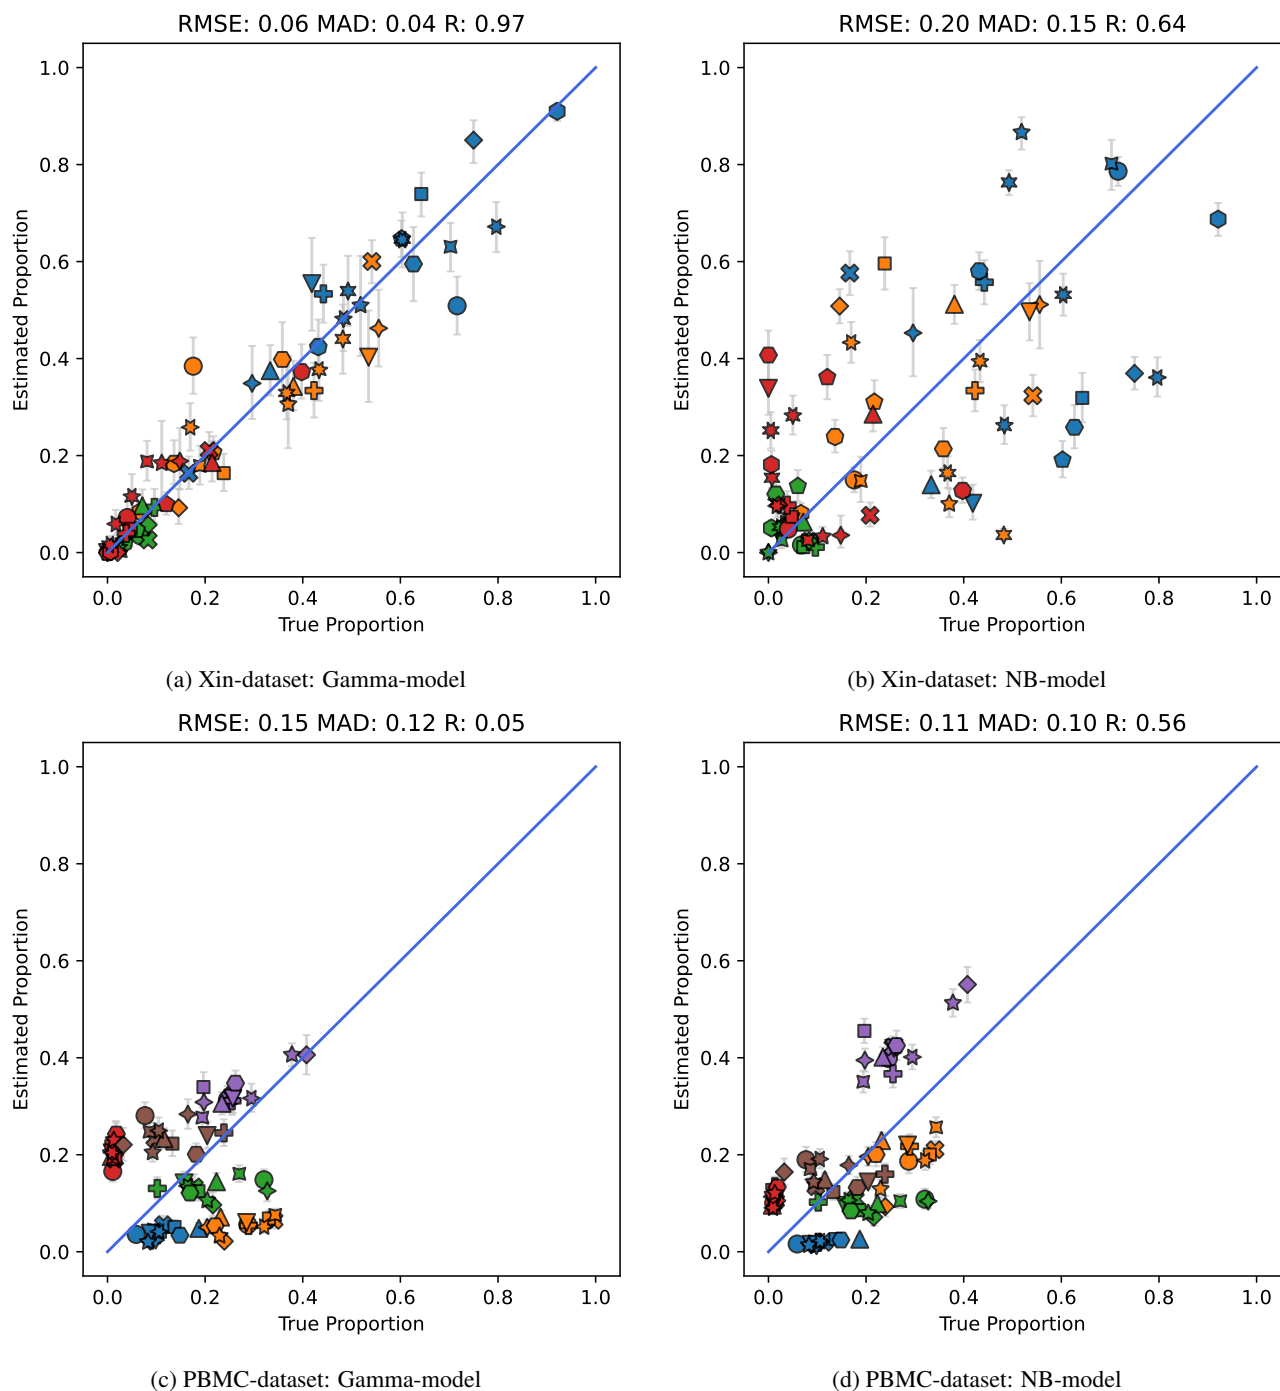 RMSE: 0.06 MAD: 0.04 R: 0.97
1.0
0.8
0.6
0.4
0.2
0.0
Estimated Proportion
0.0 0.2 0.4 0.6 0.8 1.0
True Proportion
(a) Xin-dataset: Gamma-model
RMSE: 0.20 MAD: 0.15 R: 0.64
1.0
0.8
0.6
0.4
0.2
0.0
Estimated Proportion
0.0 0.2 0.4 0.6 0.8 1.0
True Proportion
(b) Xin-dataset: NB-model
RMSE: 0.15 MAD: 0.12 R: 0.05
1.0
0.8
0.6
0.4
0.2
0.0
Estimated Proportion
0.0 0.2 0.4 0.6 0.8 1.0
True Proportion
(c) PBMC-dataset: Gamma-model
RMSE: 0.11 MAD: 0.10 R: 0.56
1.0
0.8
0.6
0.4
0.2
0.0
Estimated Proportion
0.0 0.2 0.4 0.6 0.8 1.0
True Proportion
(d) PBMC-dataset: NB-model